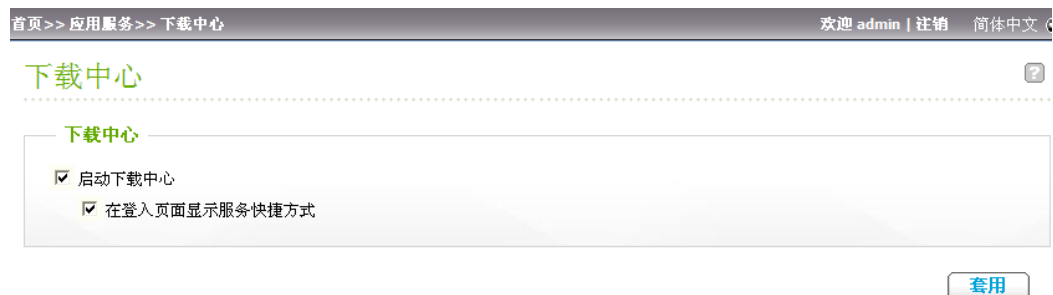 首页>> 应用服务>> 下载中心 欢迎 admin | 注销 简体中文
下载中心 ?
下载中心
启动下载中心
在登入页面显示服务快捷方式
套用